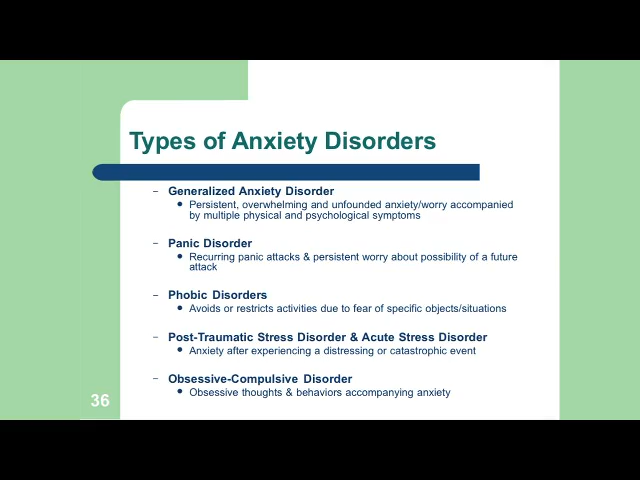 Types of Anxiety Disorders
– Generalized Anxiety Disorder
● Persistent, overwhelming and unfounded anxiety/worry accompanied
by multiple physical and psychological symptoms
– Panic Disorder
● Recurring panic attacks & persistent worry about possibility of a future
attack
– Phobic Disorders
● Avoids or restricts activities due to fear of specific objects/situations
– Post-Traumatic Stress Disorder & Acute Stress Disorder
● Anxiety after experiencing a distressing or catastrophic event
– Obsessive-Compulsive Disorder
● Obsessive thoughts & behaviors accompanying anxiety
36